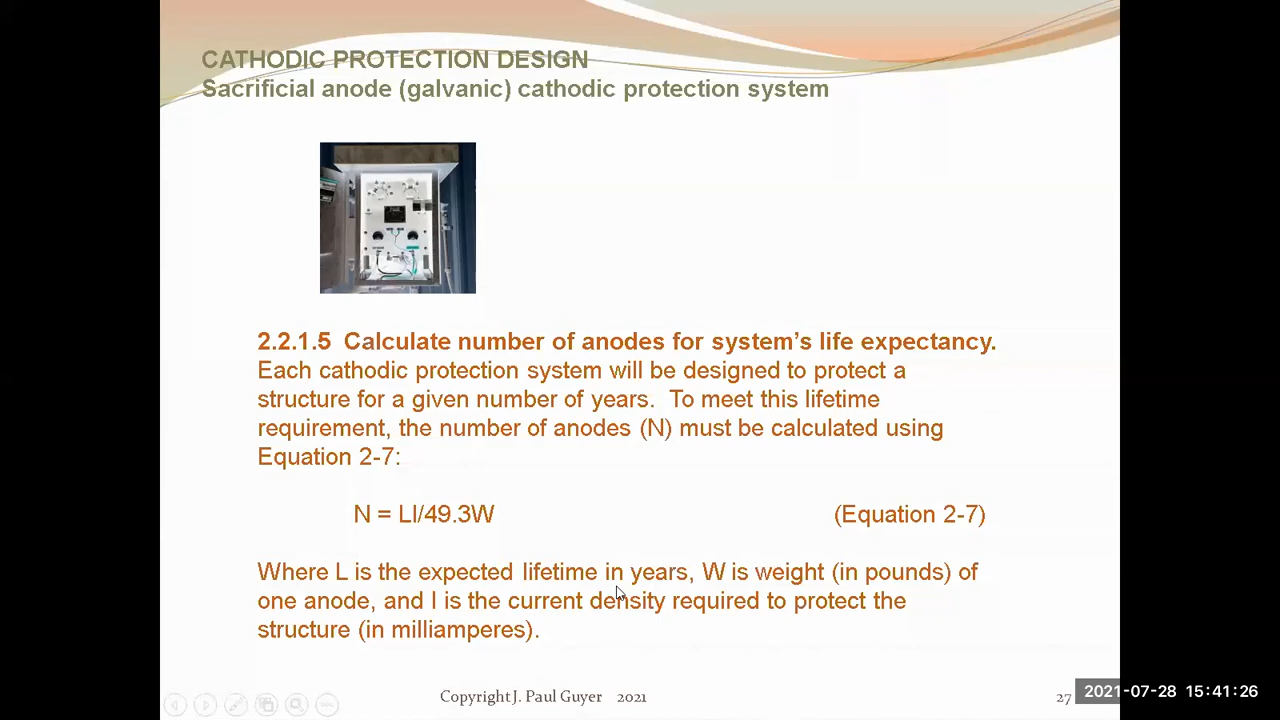 CATHODIC PROTECTION DESIGN
Sacrificial anode (galvanic) cathodic protection system
2.2.1.5 Calculate number of anodes for system's life expectancy.
Each cathodic protection system will be designed to protect a
structure for a given number of years. To meet this lifetime
requirement, the number of anodes (N) must be calculated using
Equation 2-7:
N = LI/49.3W (Equation 2-7)
Where L is the expected lifetime in years, W is weight (in pounds) of
one anode, and I is the current density required to protect the
structure (in milliamperes).
Copyright J. Paul Guyer 2021
27
2021-07-28 15:41:26